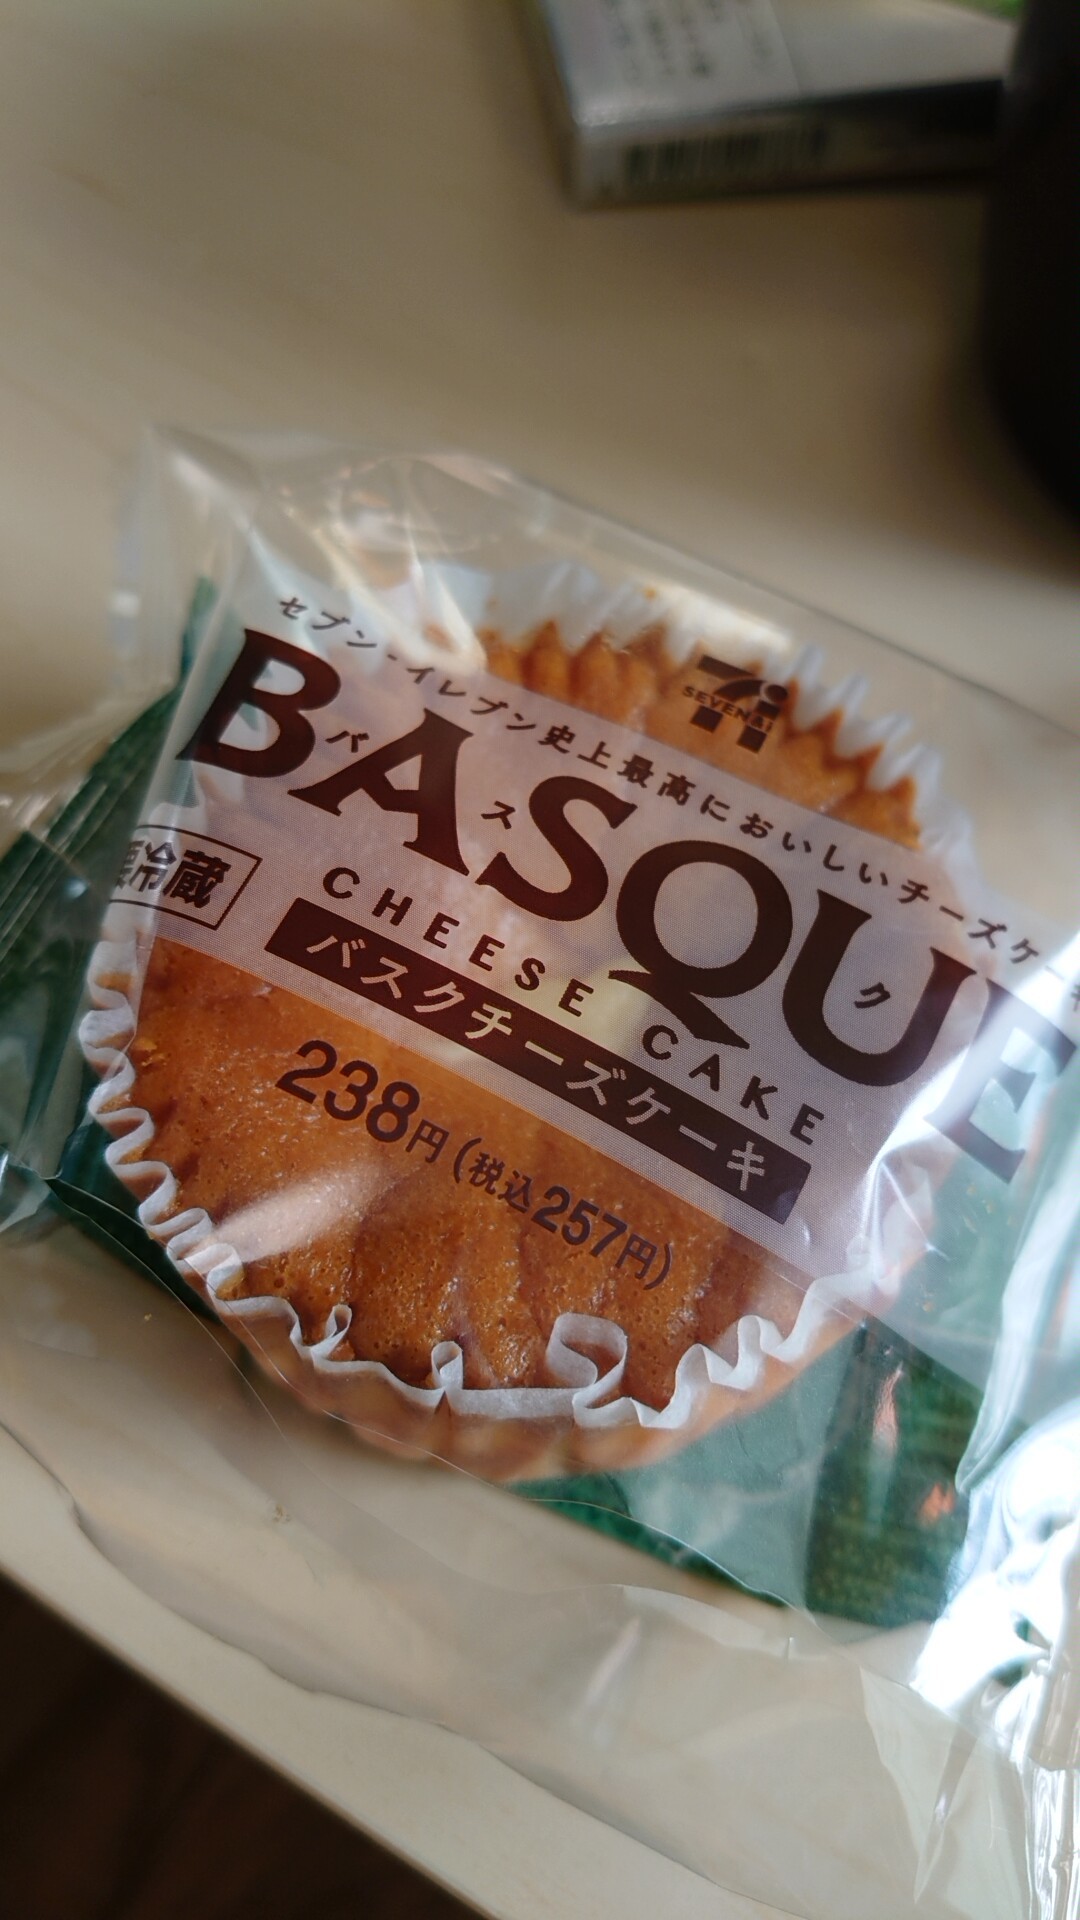 セブン-イレブン史上最高においしいチーズケー
SEVEN&i
BASQUE
バスク
CHEESE CAKE
バスクチーズケーキ
要冷蔵
238円(税込257円)